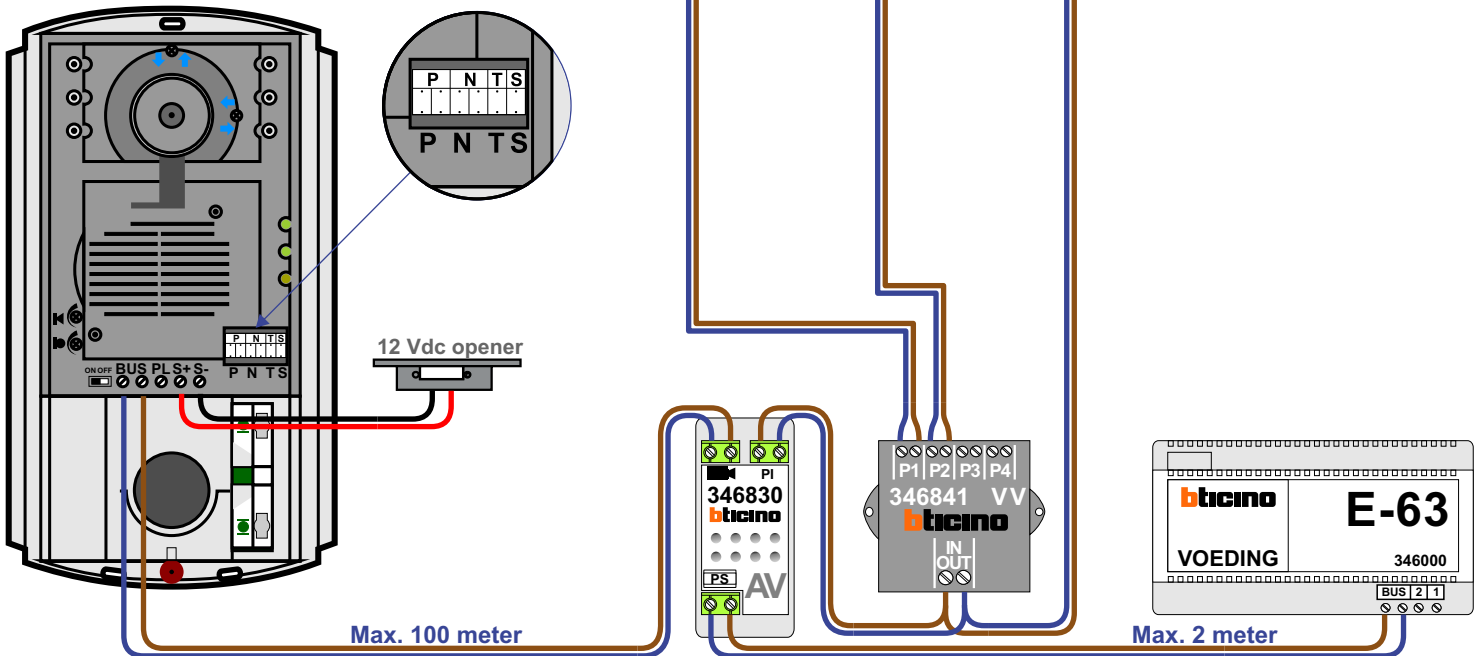 P N T S
P N T S
12 Vdc opener
P N T S
ON OFF BUS PL S+ S- P N T S
PI
346830
bticino
PS
AV
P1 P2 P3 P4
346841 VV
bticino
IN
OUT
bticino
E-63
VOEDING
346000
BUS 2 1
Max. 100 meter
Max. 2 meter